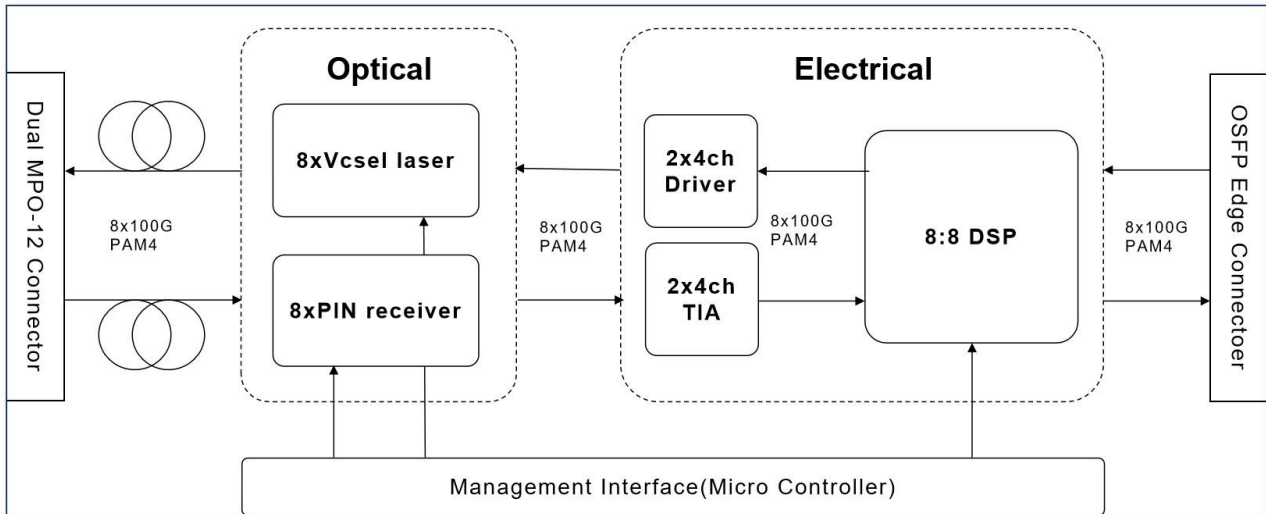 Optical
Electrical
Dual MPO-12 Connector
8x100G
PAM4
8xVcsel laser
8xPIN receiver
8x100G
PAM4
2x4ch
Driver
2x4ch
TIA
8x100G
PAM4
8:8 DSP
8x100G
PAM4
OSFP Edge Connectoer
Management Interface(Micro Controller)